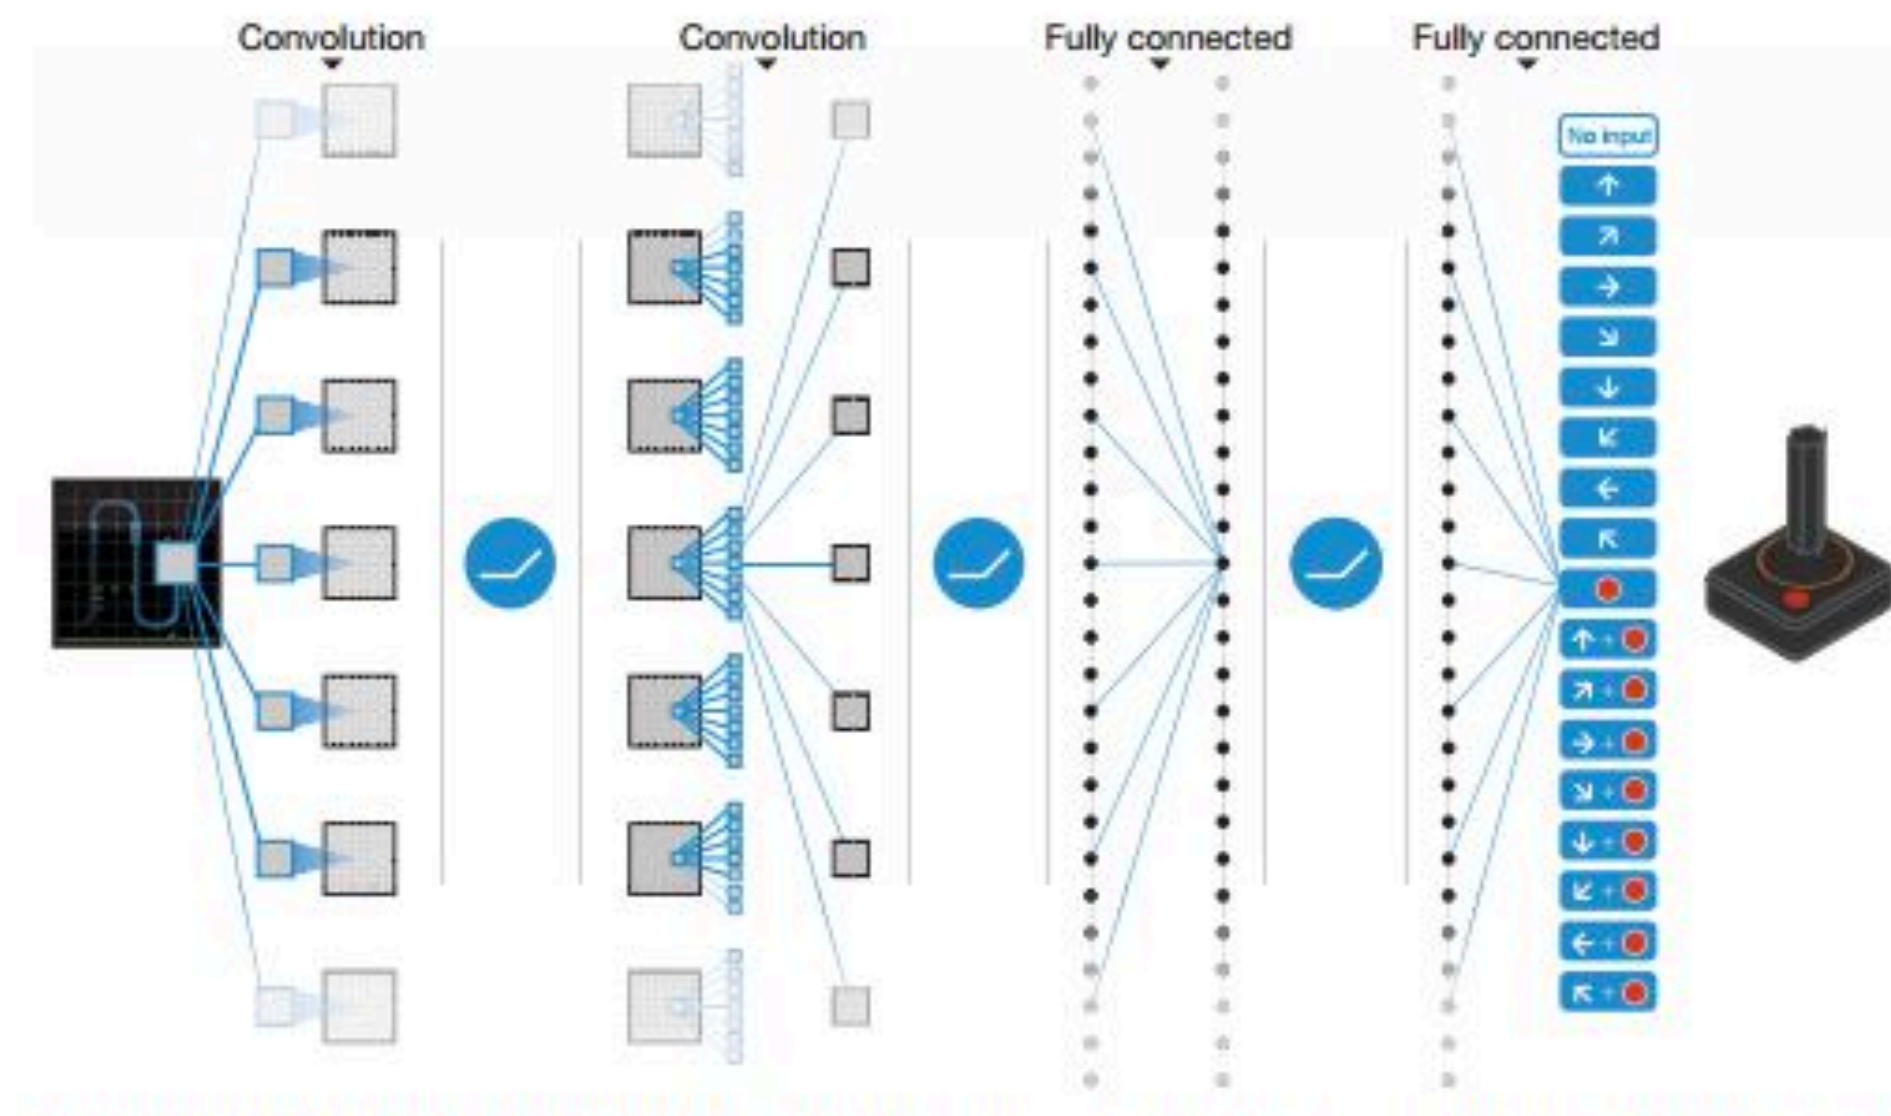 Convolution
Convolution
Fully connected
Fully connected
No input
+
+
+
+
+
+
+
+